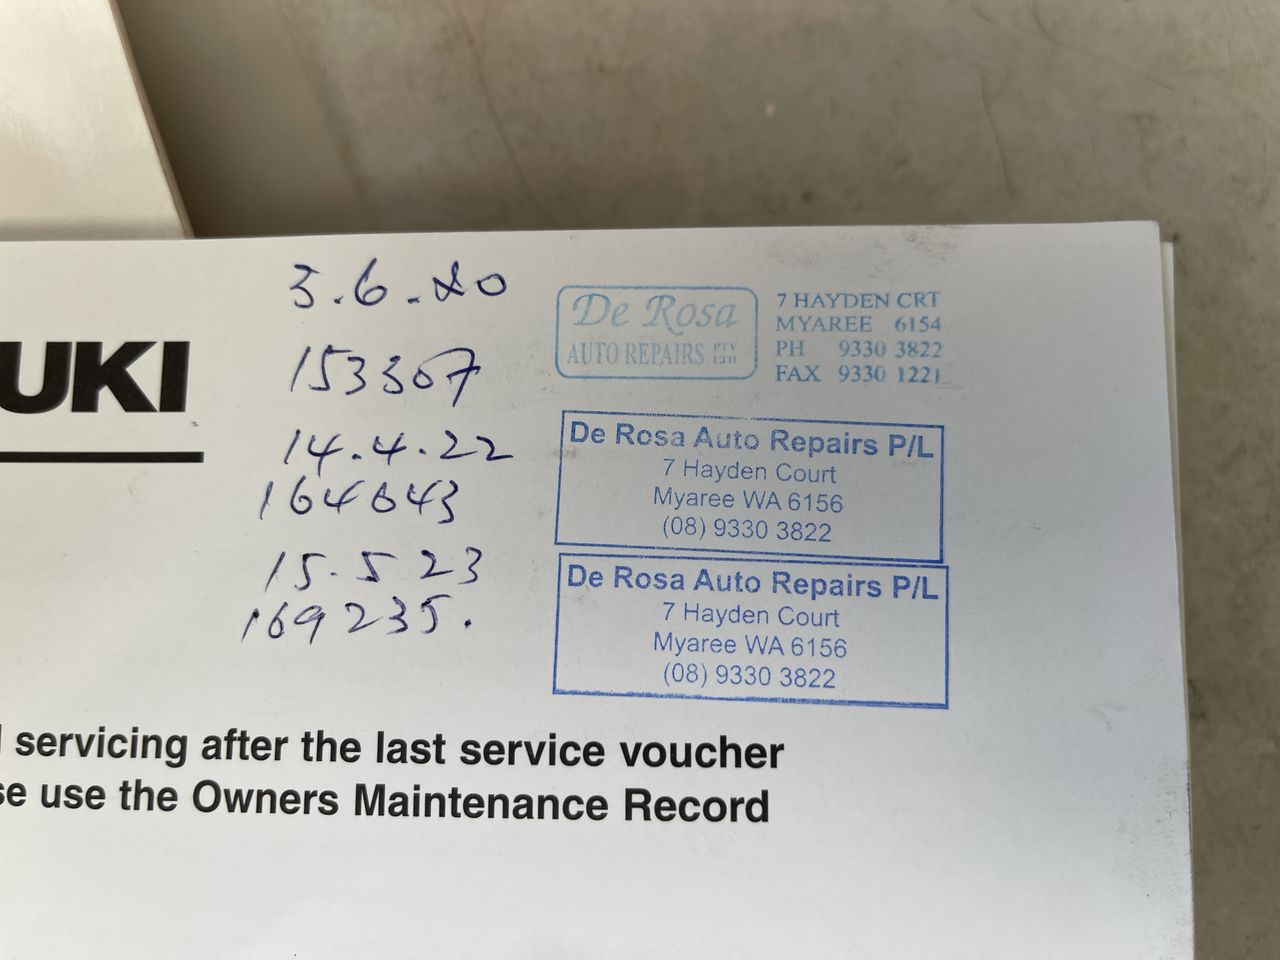 3.6.20
De Rosa
AUTO REPAIRS PTY LTD
7 HAYDEN CRT
MYAREE 6154
PH 9330 3822
FAX 9330 1221
UKI
153307
14.4.22
164643
De Rosa Auto Repairs P/L
7 Hayden Court
Myaree WA 6156
(08) 9330 3822
15.5 23
169235.
De Rosa Auto Repairs P/L
7 Hayden Court
Myaree WA 6156
(08) 9330 3822
servicing after the last service voucher
se use the Owners Maintenance Record